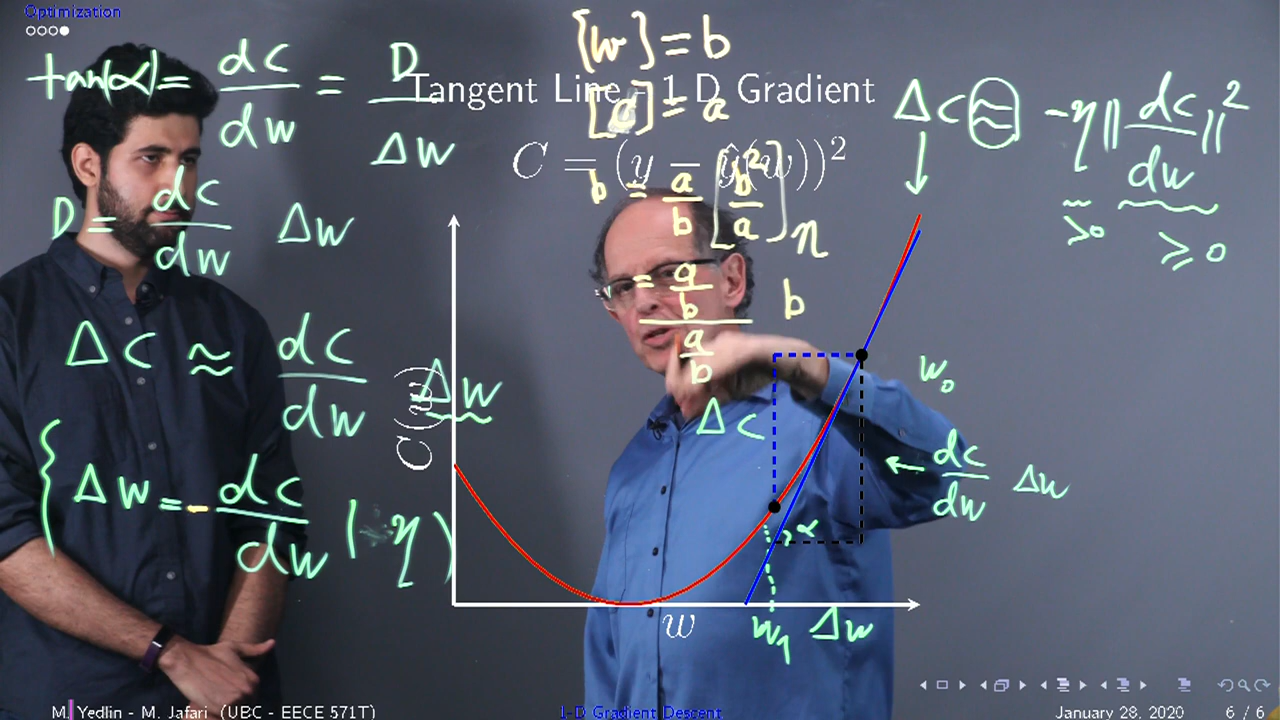 Optimization
tan(α) = dC/dw = D/Δw
D = dC/dw Δw
ΔC ≈ dC/dw Δw
{ Δw = - dC/dw (η)
Tangent Line - 1 D Gradient
C = (y − ŷ(w))²
[w] = b
[d] = a
b = a/b [b²/a]η
= a/b / a/b b
ΔC ≈ -η ||dC/dw||²
>0
≥ 0
C(w)
ΔC
w₀
← dC/dw Δw
α
w
w₁ Δw
M. Yedlin - M. Jafari (UBC - EECE 571T)
1-D Gradient Descent
January 28, 2020
6 / 6